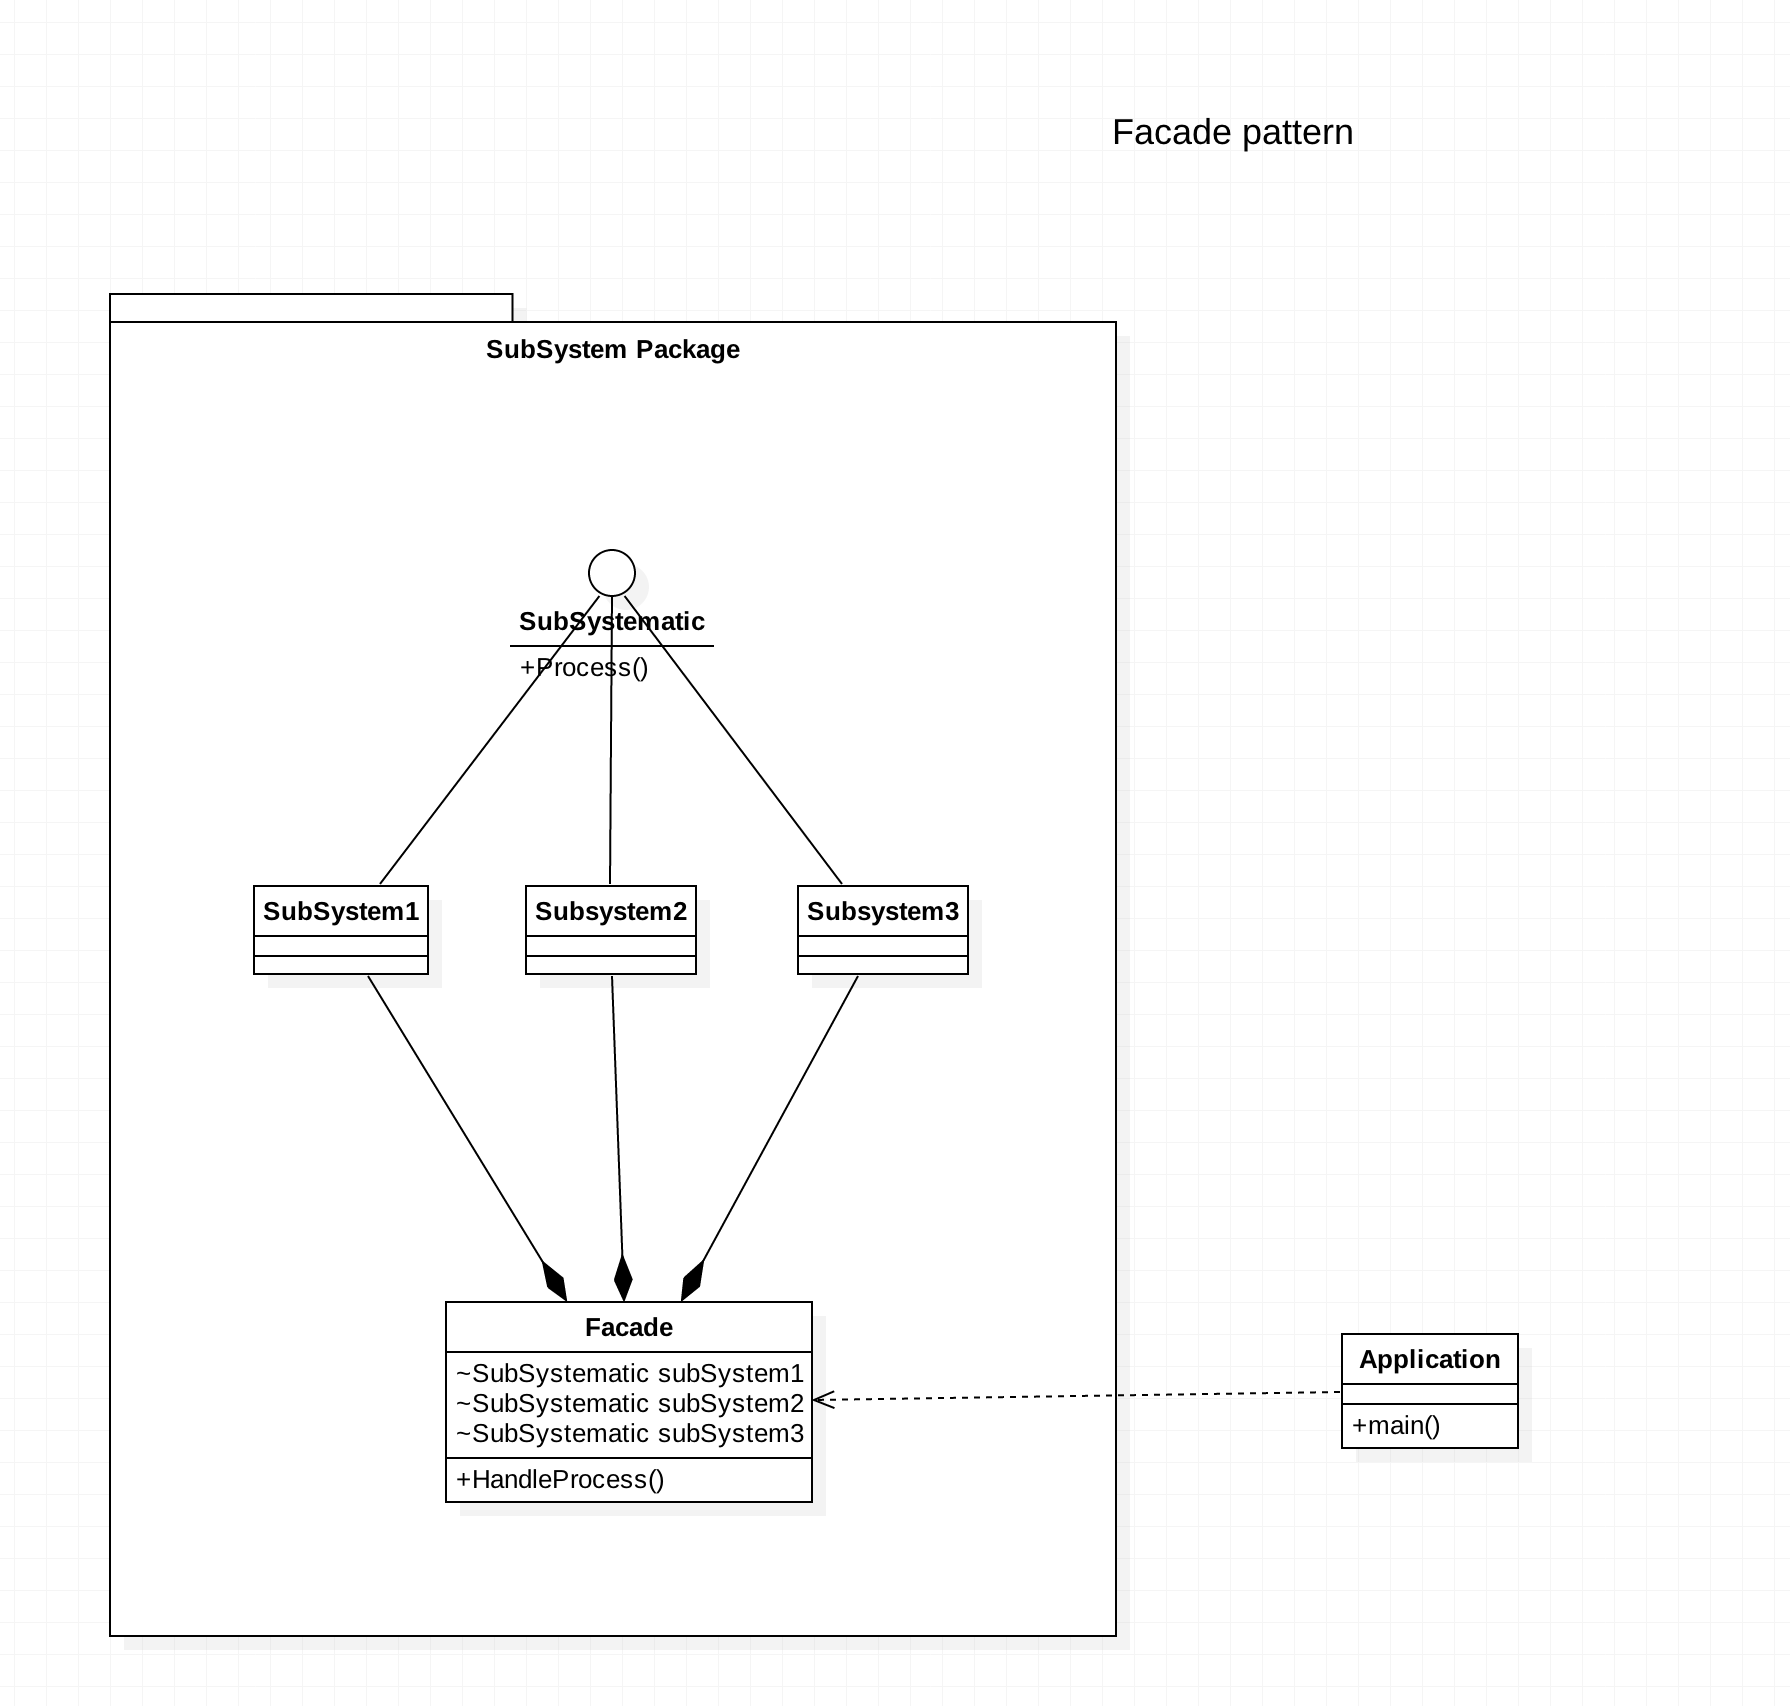 Facade pattern
SubSystem Package
SubSystematic
+Process()
SubSystem1
Subsystem2
Subsystem3
Facade
~SubSystematic subSystem1
~SubSystematic subSystem2
~SubSystematic subSystem3
+HandleProcess()
Application
+main()